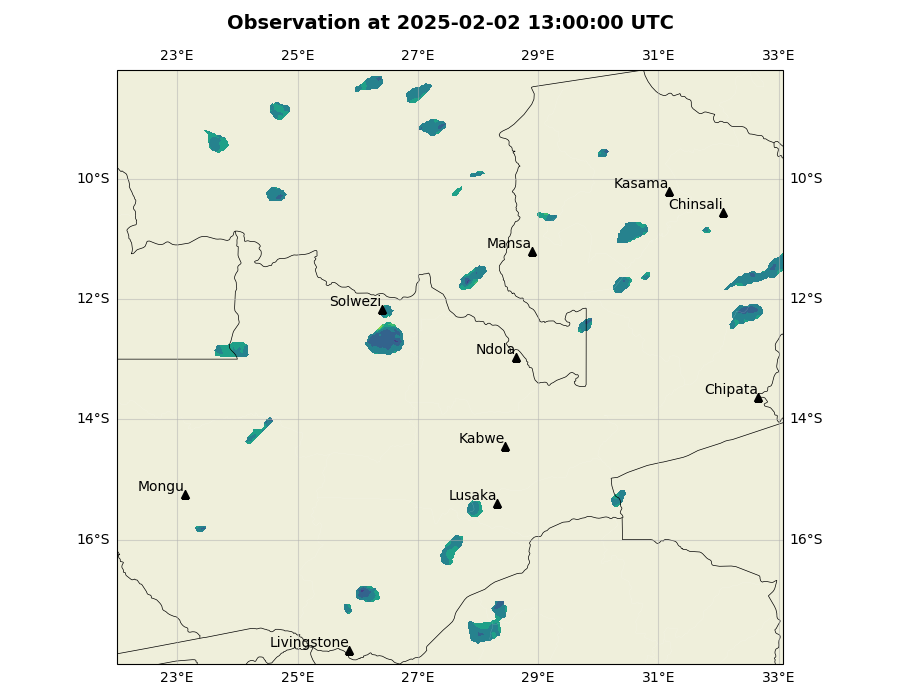 Observation at 2025-02-02 13:00:00 UTC
23°E 25°E 27°E 29°E 31°E 33°E
10°S 10°S
Kasama
Chinsali
Mansa
12°S 12°S
Solwezi
Ndola
Chipata
14°S 14°S
Kabwe
Mongu
Lusaka
16°S 16°S
Livingstone
23°E 25°E 27°E 29°E 31°E 33°E